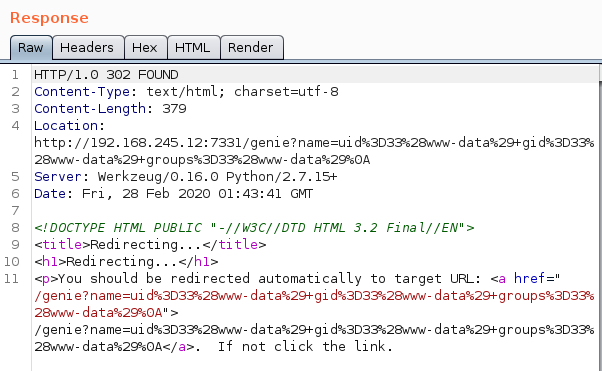 Response
Raw Headers Hex HTML Render
1 HTTP/1.0 302 FOUND
2 Content-Type: text/html; charset=utf-8
3 Content-Length: 379
4 Location:
http://192.168.245.12:7331/genie?name=uid%3D33%28www-data%29+gid%3D33%
28www-data%29+groups%3D33%28www-data%29%0A
5 Server: Werkzeug/0.16.0 Python/2.7.15+
6 Date: Fri, 28 Feb 2020 01:43:41 GMT
7
8 <!DOCTYPE HTML PUBLIC "-//W3C//DTD HTML 3.2 Final//EN">
9 <title>Redirecting...</title>
10 <h1>Redirecting...</h1>
11 <p>You should be redirected automatically to target URL: <a href="
/genie?name=uid%3D33%28www-data%29+gid%3D33%28www-data%29+groups%3D33%
28www-data%29%0A">
/genie?name=uid%3D33%28www-data%29+gid%3D33%28www-data%29+groups%3D33%
28www-data%29%0A</a>.  If not click the link.